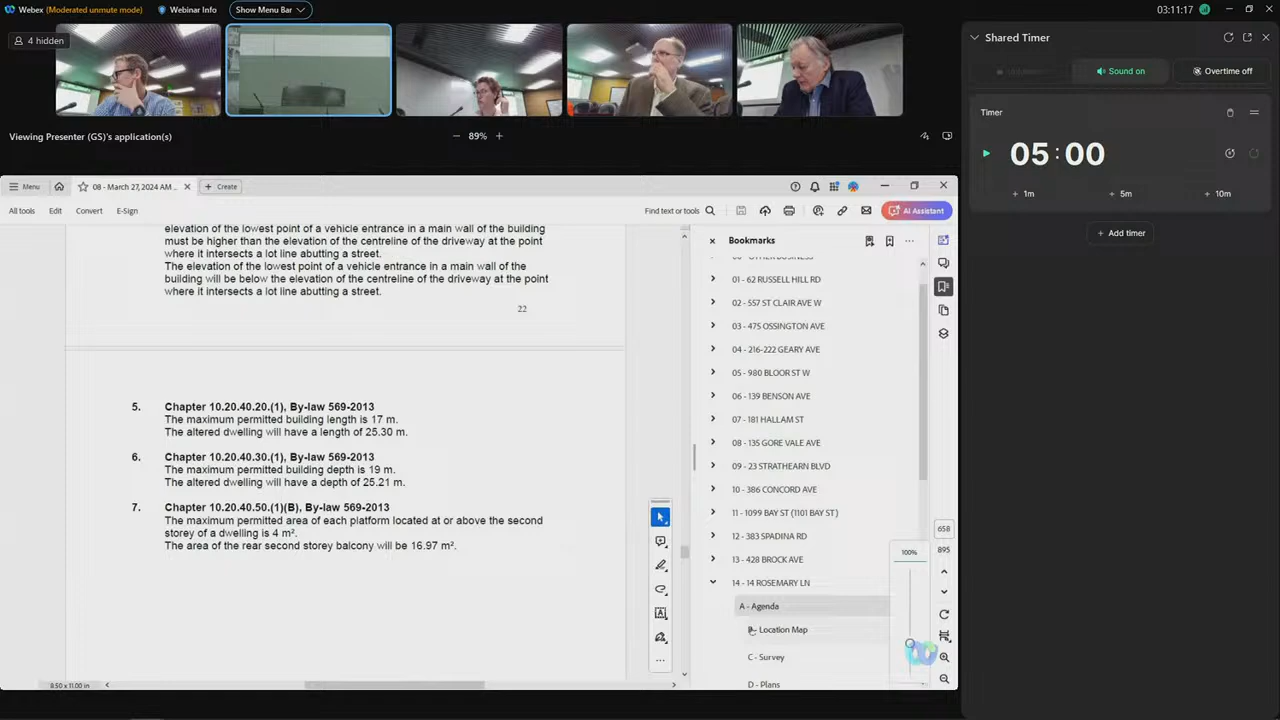 Webex (Moderated unmute mode) Webinar Info Show Menu Bar
03:11:17
4 hidden
Viewing Presenter (GS)'s application(s)
89%
Shared Timer
Sound on
Overtime off
Timer
05:00
+ 1m
+ 5m
+ 10m
+ Add timer
Menu
08 - March 27, 2024 AM ...
Create
All tools Edit Convert E-Sign
Find text or tools
AI Assistant
elevation of the lowest point of a vehicle entrance in a main wall of the building
must be higher than the elevation of the centreline of the driveway at the point
where it intersects a lot line abutting a street.
The elevation of the lowest point of a vehicle entrance in a main wall of the
building will be below the elevation of the centreline of the driveway at the point
where it intersects a lot line abutting a street.
22
5. Chapter 10.20.40.20.(1), By-law 569-2013
The maximum permitted building length is 17 m.
The altered dwelling will have a length of 25.30 m.
6. Chapter 10.20.40.30.(1), By-law 569-2013
The maximum permitted building depth is 19 m.
The altered dwelling will have a depth of 25.21 m.
7. Chapter 10.20.40.50.(1)(B), By-law 569-2013
The maximum permitted area of each platform located at or above the second
storey of a dwelling is 4 m².
The area of the rear second storey balcony will be 16.97 m².
8.50 x 11.00 in
Bookmarks
00 - OTHER BUSINESS
01 - 62 RUSSELL HILL RD
02 - 557 ST CLAIR AVE W
03 - 475 OSSINGTON AVE
04 - 216-222 GEARY AVE
05 - 980 BLOOR ST W
06 - 139 BENSON AVE
07 - 181 HALLAM ST
08 - 135 GORE VALE AVE
09 - 23 STRATHEARN BLVD
10 - 386 CONCORD AVE
11 - 1099 BAY ST (1101 BAY ST)
12 - 383 SPADINA RD
13 - 428 BROCK AVE
14 - 14 ROSEMARY LN
A - Agenda
B - Location Map
C - Survey
D - Plans
658
895
100%